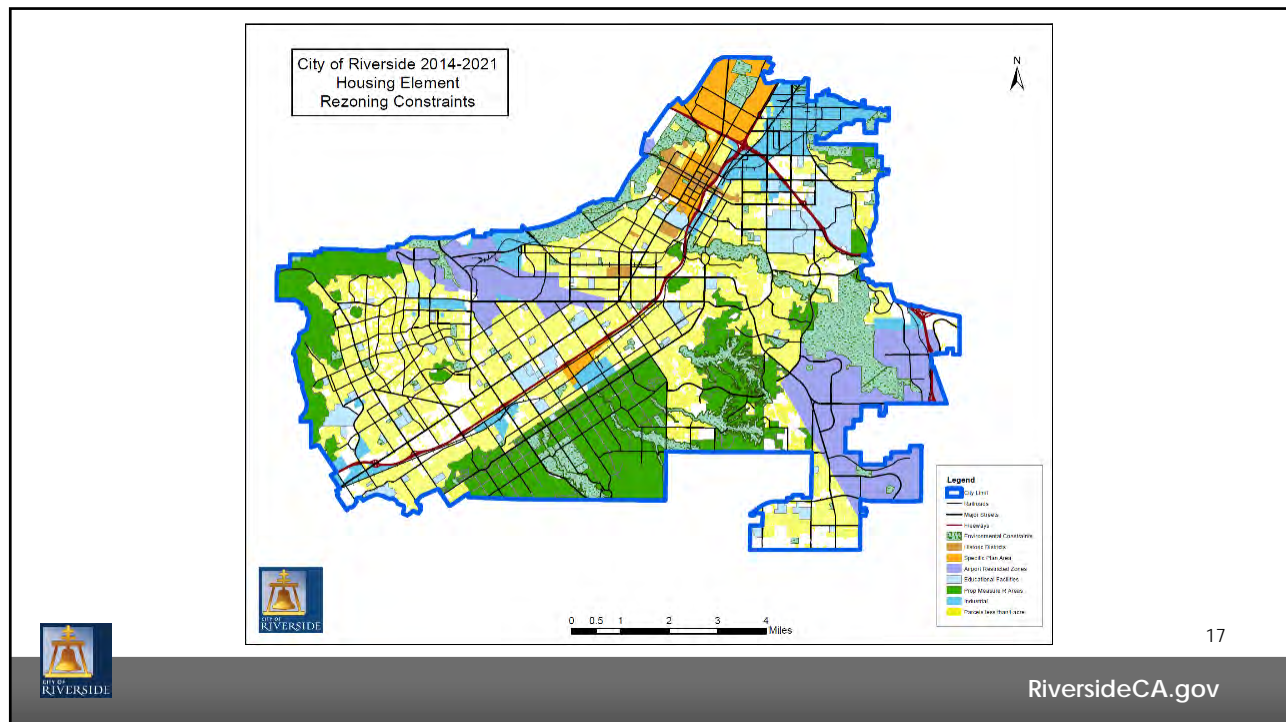 City of Riverside 2014-2021
Housing Element
Rezoning Constraints
N
Legend
City Limit
Railroads
Major Streets
Freeways
Environmental Constraints
Historic Districts
Specific Plan Area
Airport Restricted Zones
Educational Facilities
Prop Measure R Areas
Industrial
Parcels less than 1 acre
CITY OF
RIVERSIDE
0 0.5 1 2 3 4
Miles
17
CITY OF
RIVERSIDE
RiversideCA.gov